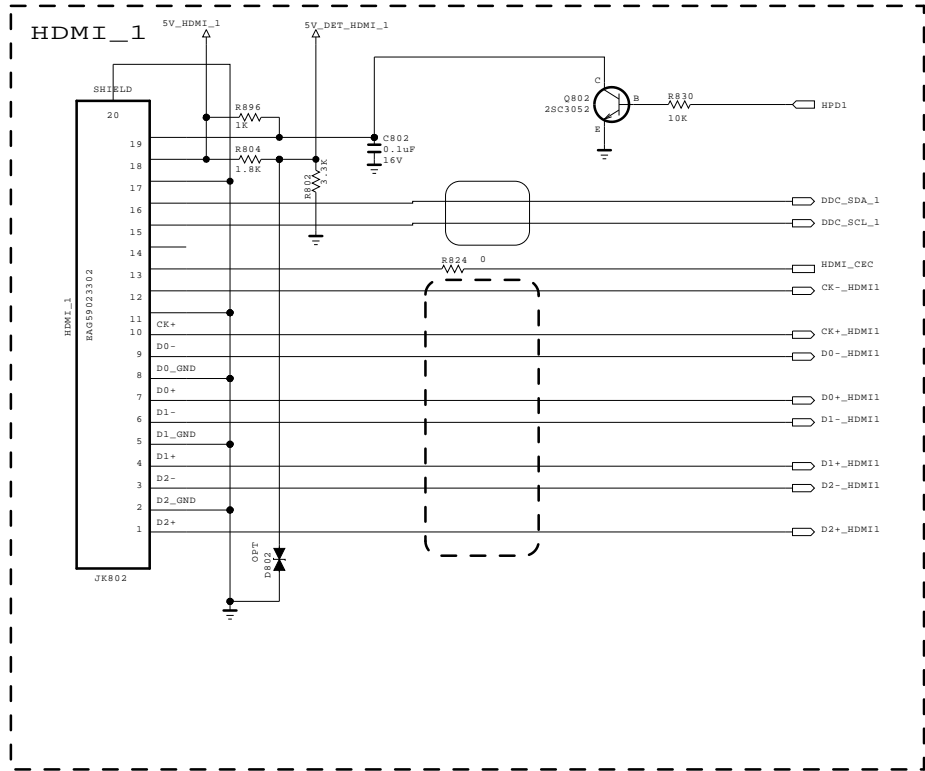 HDMI_1
5V_HDMI_1
5V_DET_HDMI_1
SHIELD
20
R896
1K
C
Q802
2SC3052
B
E
R830
10K
HPD1
19
C802
0.1uF
16V
18
R804
1.8K
R802
3.3K
17
16
DDC_SDA_1
15
DDC_SCL_1
14
13
R824
0
HDMI_CEC
12
CK-_HDMI1
11
CK+
10
CK+_HDMI1
D0-
9
D0-_HDMI1
D0_GND
8
D0+
7
D0+_HDMI1
D1-
6
D1-_HDMI1
D1_GND
5
D1+
4
D1+_HDMI1
D2-
3
D2-_HDMI1
D2_GND
2
D2+
1
D2+_HDMI1
HDMI_1
EAG59023302
OPT
D802
JK802